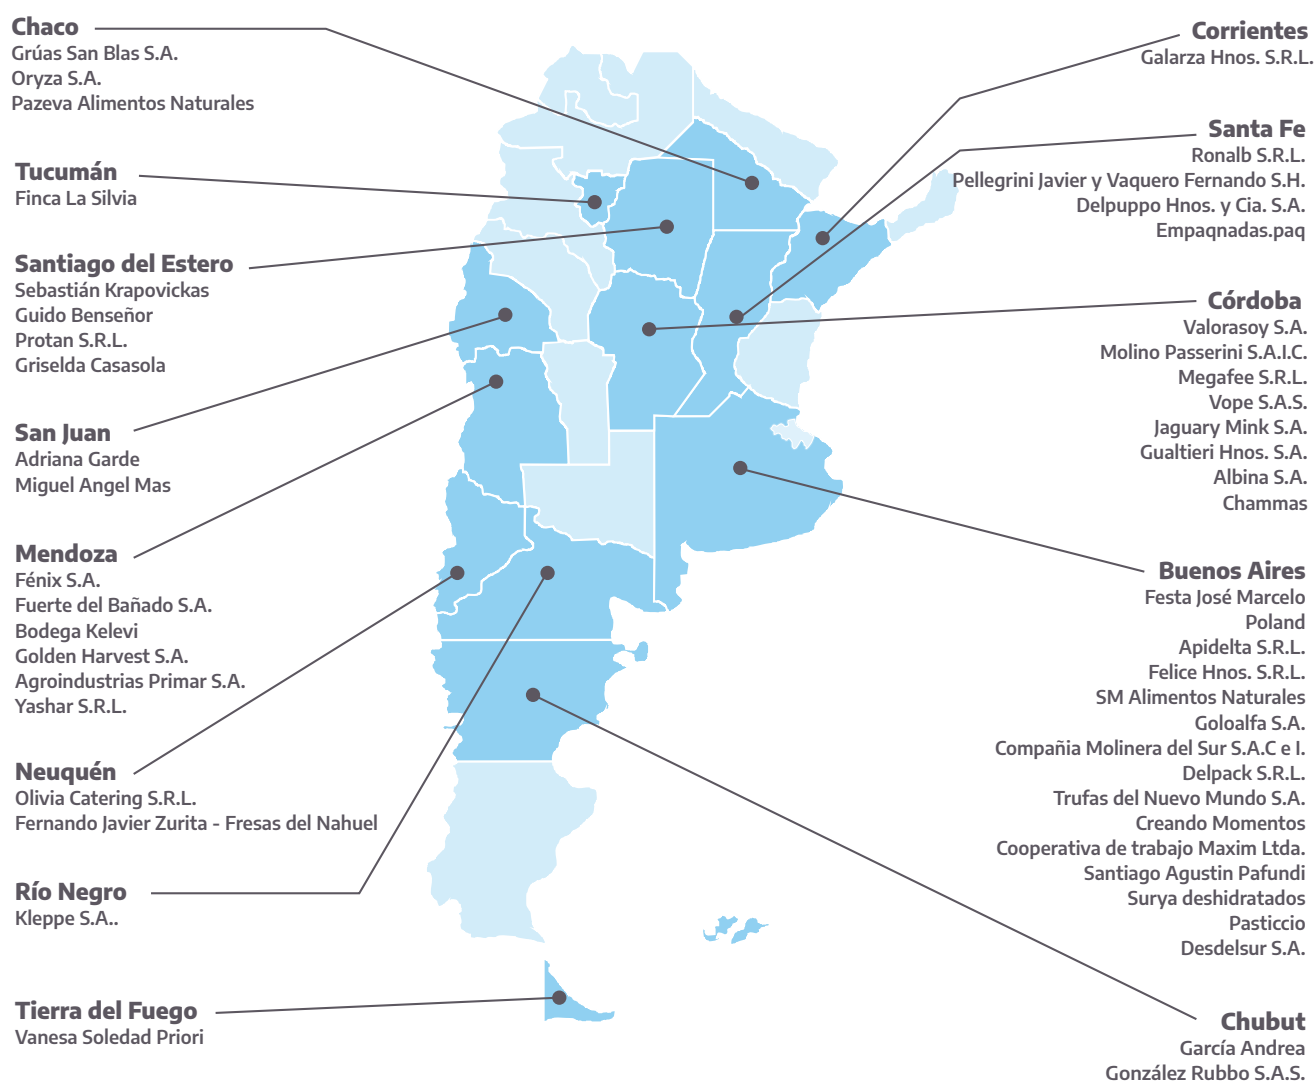 Chaco
Grúas San Blas S.A.
Oryza S.A.
Pazeva Alimentos Naturales
Tucumán
Finca La Silvia
Santiago del Estero
Sebastián Krapovickas
Guido Benseñor
Protan S.R.L.
Griselda Casasola
San Juan
Adriana Garde
Miguel Angel Mas
Mendoza
Fénix S.A.
Fuerte del Bañado S.A.
Bodega Kelevi
Golden Harvest S.A.
Agroindustrias Primar S.A.
Yashar S.R.L.
Neuquén
Olivia Catering S.R.L.
Fernando Javier Zurita - Fresas del Nahuel
Río Negro
Kleppe S.A..
Tierra del Fuego
Vanesa Soledad Priori
Corrientes
Galarza Hnos. S.R.L.
Santa Fe
Ronalb S.R.L.
Pellegrini Javier y Vaquero Fernando S.H.
Delpuppo Hnos. y Cia. S.A.
Empaqnadas.paq
Córdoba
Valorasoy S.A.
Molino Passerini S.A.I.C.
Megafee S.R.L.
Vope S.A.S.
Jaguary Mink S.A.
Gualtieri Hnos. S.A.
Albina S.A.
Chammas
Buenos Aires
Festa José Marcelo
Poland
Apidelta S.R.L.
Felice Hnos. S.R.L.
SM Alimentos Naturales
Goloalfa S.A.
Compañia Molinera del Sur S.A.C e I.
Delpack S.R.L.
Trufas del Nuevo Mundo S.A.
Creando Momentos
Cooperativa de trabajo Maxim Ltda.
Santiago Agustin Pafundi
Surya deshidratados
Pasticcio
Desdelsur S.A.
Chubut
García Andrea
González Rubbo S.A.S.